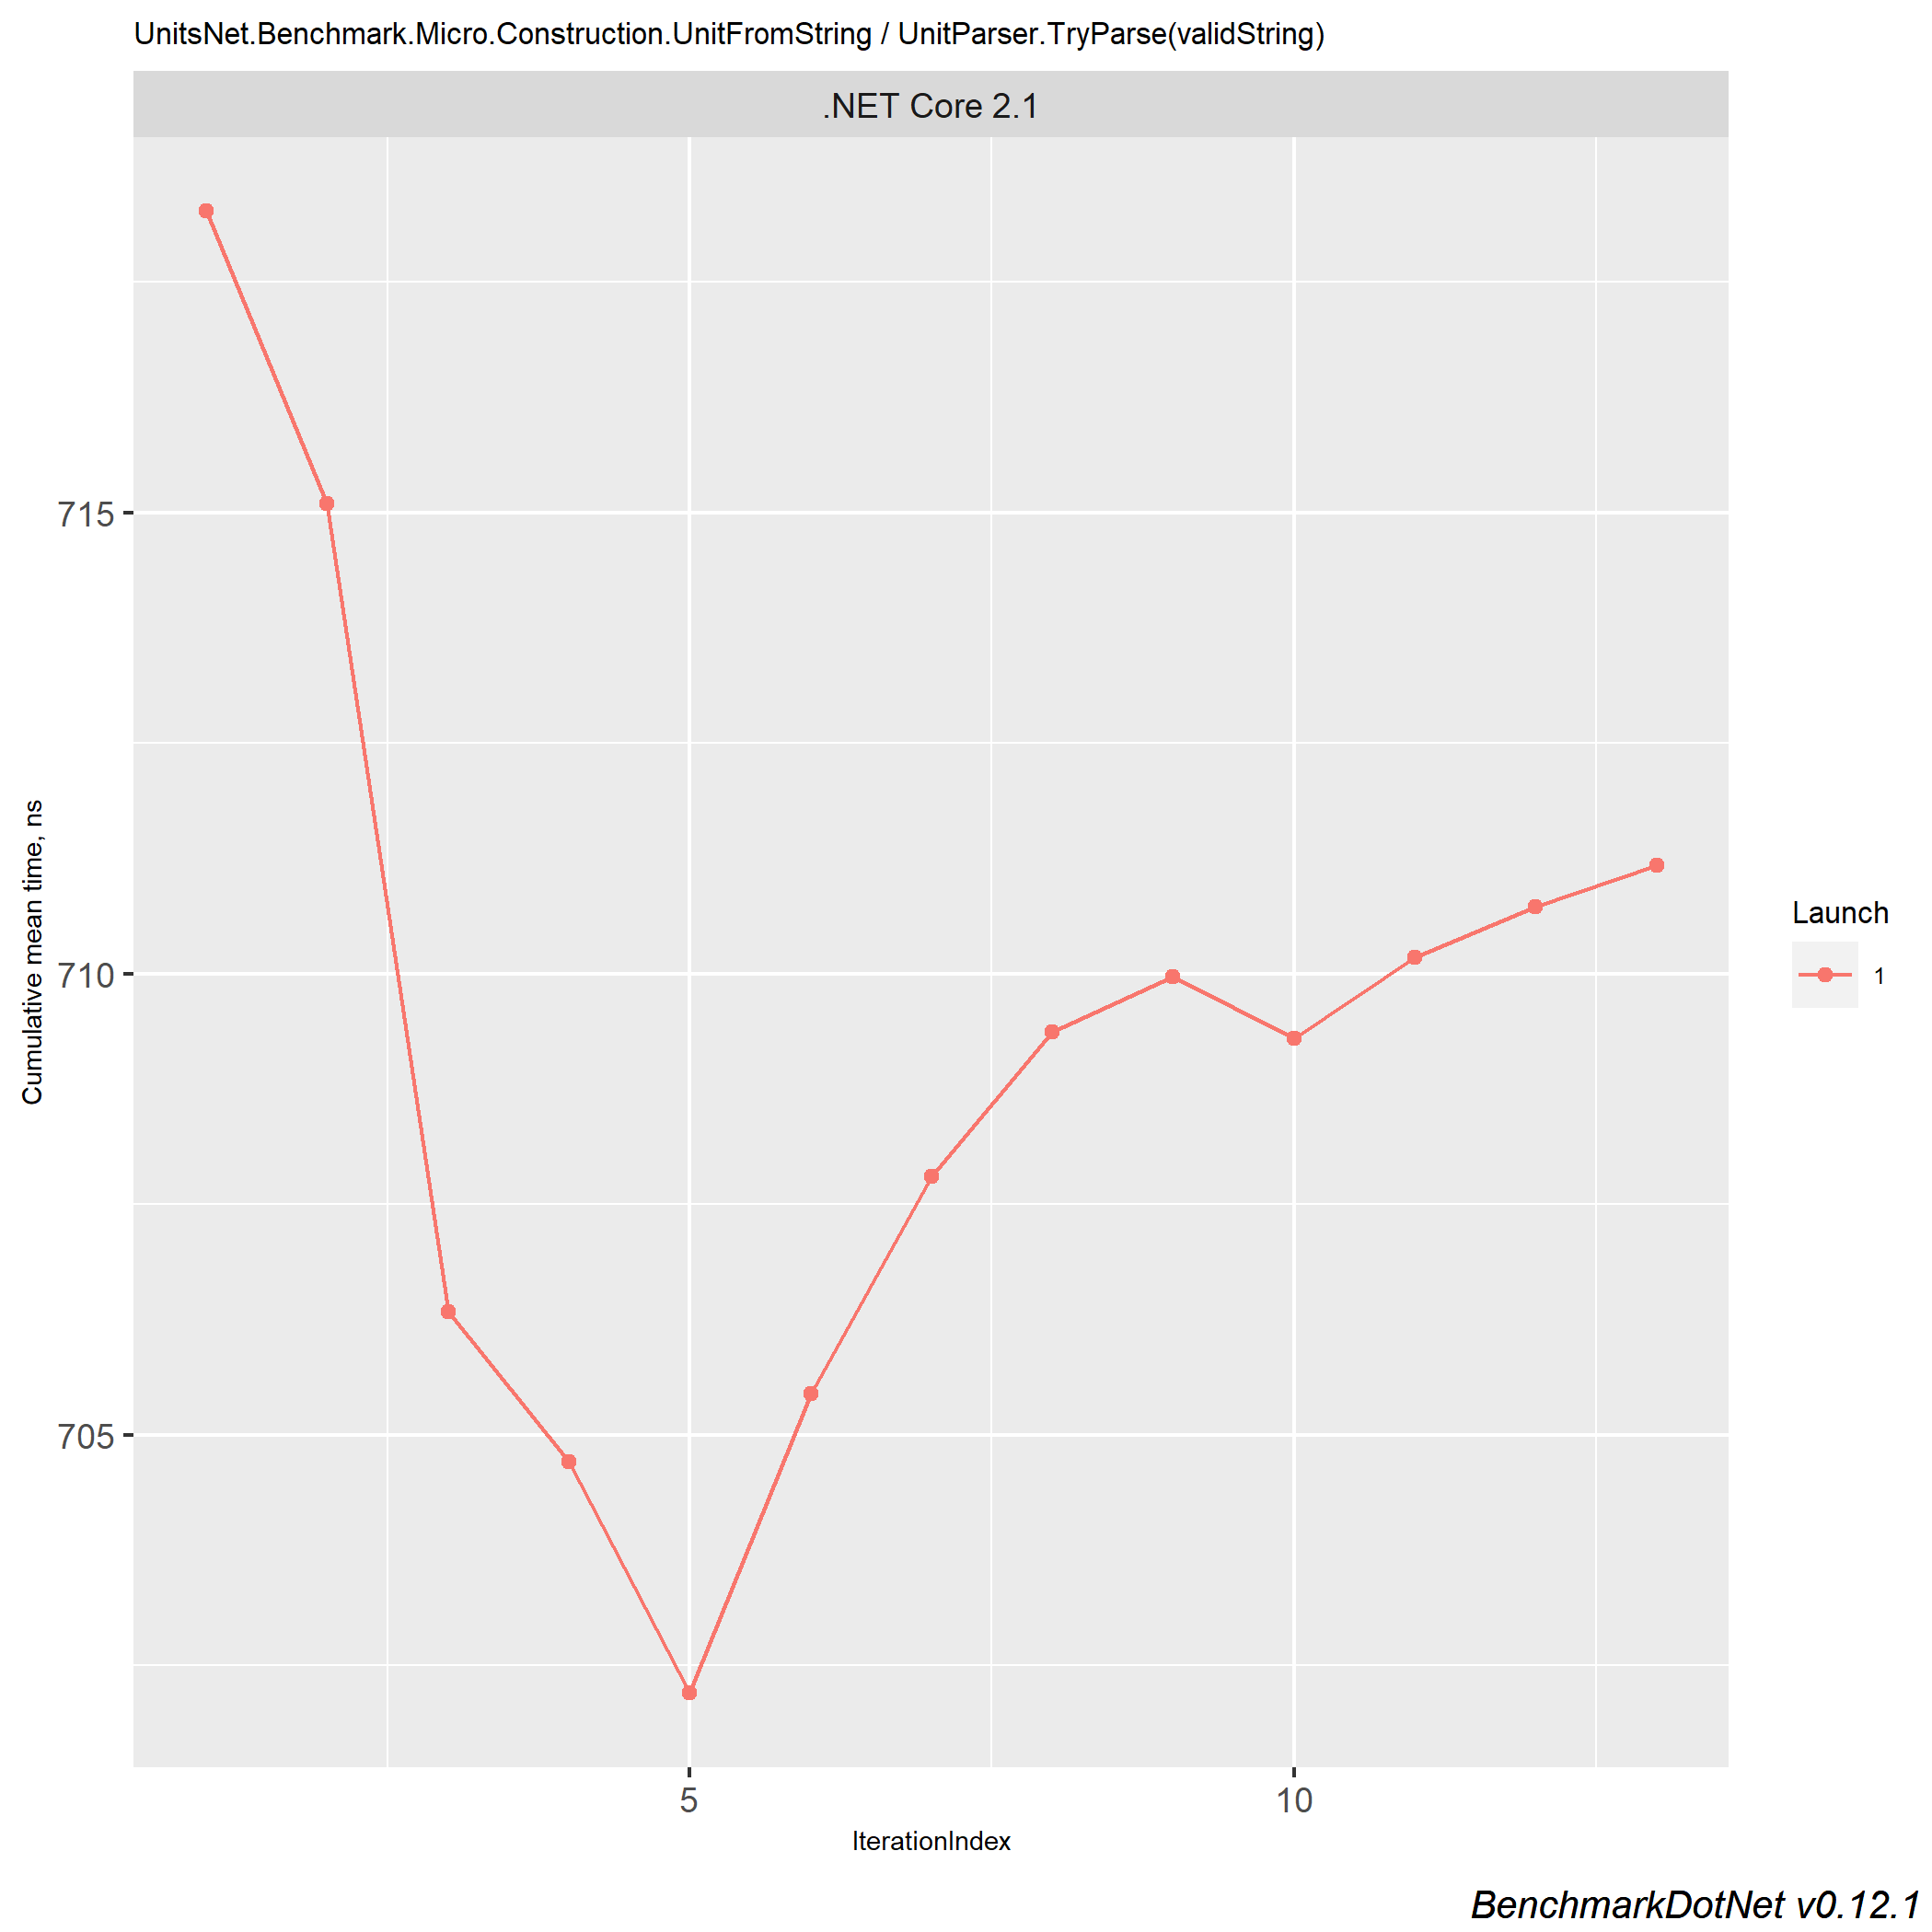 UnitsNet.Benchmark.Micro.Construction.UnitFromString / UnitParser.TryParse(validString)
.NET Core 2.1
715
710
705
Cumulative mean time, ns
5
10
IterationIndex
Launch
1
BenchmarkDotNet v0.12.1